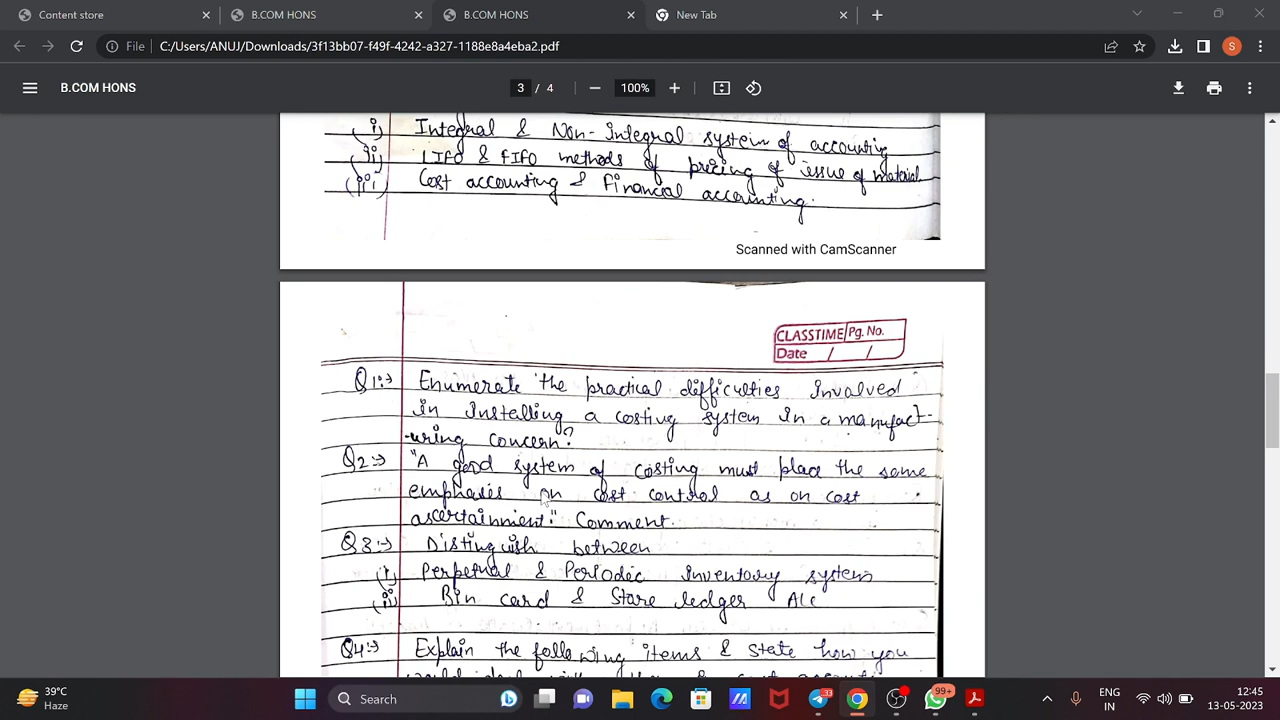 Content store
B.COM HONS
B.COM HONS
New Tab
File
C:/Users/ANUJ/Downloads/3f13bb07-f49f-4242-a327-1188e8a4eba2.pdf
S
B.COM HONS
3 / 4
100%
(i) Integral & Non-Integral system of accounting
(ii) LIFO & FIFO methods of pricing of issue of material
(iii) Cost accounting & Financial accounting.
Scanned with CamScanner
CLASSTIME Pg. No.
Date / /
Q1:→ Enumerate the practical difficulties involved
in installing a costing system in a manufact-
-uring concern?
Q2:→ "A good system of costing must place the same
emphasis on cost control as on cost
ascertainment." Comment.
Q3:→ Distinguish between
(i) Perpetual & Periodic inventory system
(ii) Bin card & Store ledger A/c
Q4:→ Explain the following items & state how you
39°C
Haze
Search
33
99+
ENG
IN
12:45
13-05-2023